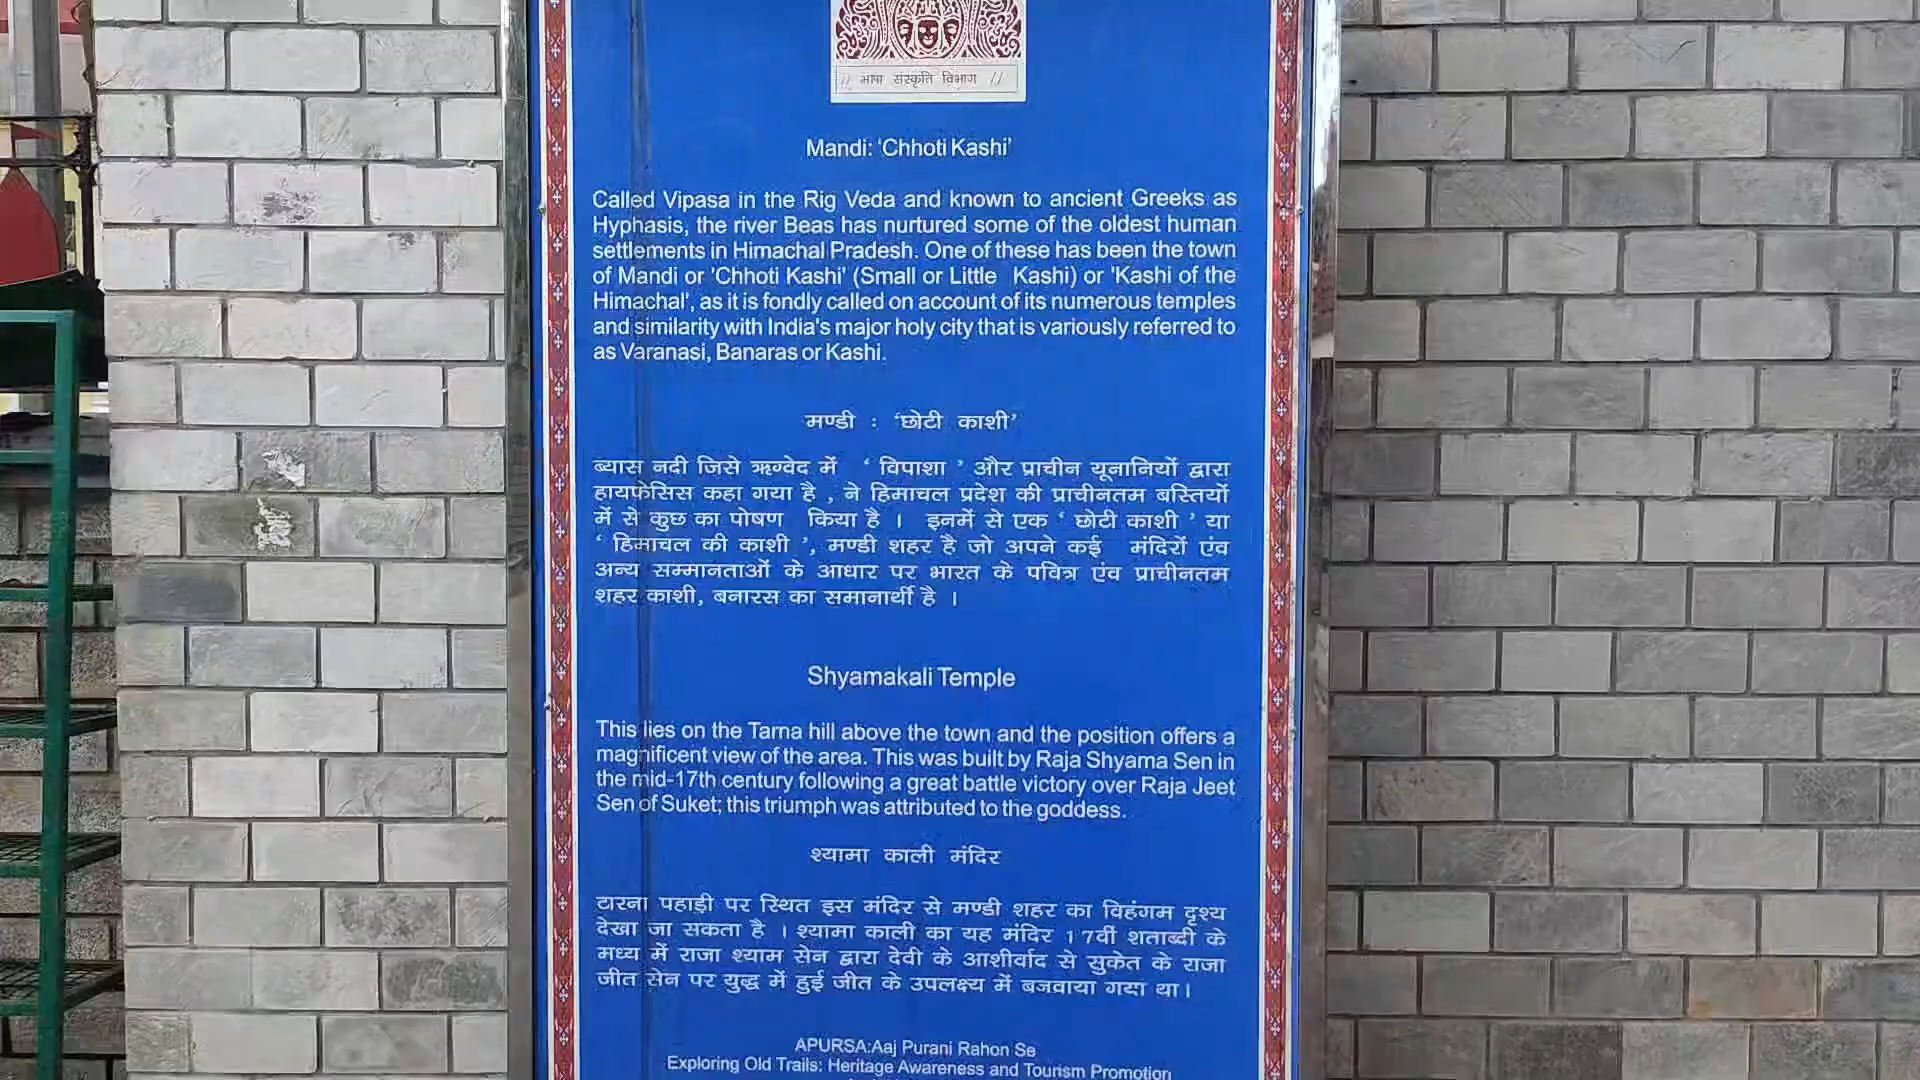 // भाषा संस्कृति विभाग //
Mandi: 'Chhoti Kashi'
Called Vipasa in the Rig Veda and known to ancient Greeks as
Hyphasis, the river Beas has nurtured some of the oldest human
settlements in Himachal Pradesh. One of these has been the town
of Mandi or 'Chhoti Kashi' (Small or Little Kashi) or 'Kashi of the
Himachal', as it is fondly called on account of its numerous temples
and similarity with India's major holy city that is variously referred to
as Varanasi, Banaras or Kashi.
मण्डी : 'छोटी काशी'
ब्यास नदी जिसे ऋग्वेद में ' विपाशा ' और प्राचीन यूनानियों द्वारा
हायफेसिस कहा गया है , ने हिमाचल प्रदेश की प्राचीनतम बस्तियों
में से कुछ का पोषण किया है । इनमें से एक ' छोटी काशी ' या
' हिमाचल की काशी ', मण्डी शहर है जो अपने कई मंदिरों एंव
अन्य सम्मानताओं के आधार पर भारत के पवित्र एंव प्राचीनतम
शहर काशी, बनारस का समानार्थी है ।
Shyamakali Temple
This lies on the Tarna hill above the town and the position offers a
magnificent view of the area. This was built by Raja Shyama Sen in
the mid-17th century following a great battle victory over Raja Jeet
Sen of Suket; this triumph was attributed to the goddess.
श्यामा काली मंदिर
टारना पहाड़ी पर स्थित इस मंदिर से मण्डी शहर का विहंगम दृश्य
देखा जा सकता है । श्यामा काली का यह मंदिर 17वीं शताब्दी के
मध्य में राजा श्याम सेन द्वारा देवी के आशीर्वाद से सुकेत के राजा
जीत सेन पर युद्ध में हुई जीत के उपलक्ष्य में बनवाया गया था।
APURSA:Aaj Purani Rahon Se
Exploring Old Trails: Heritage Awareness and Tourism Promotion